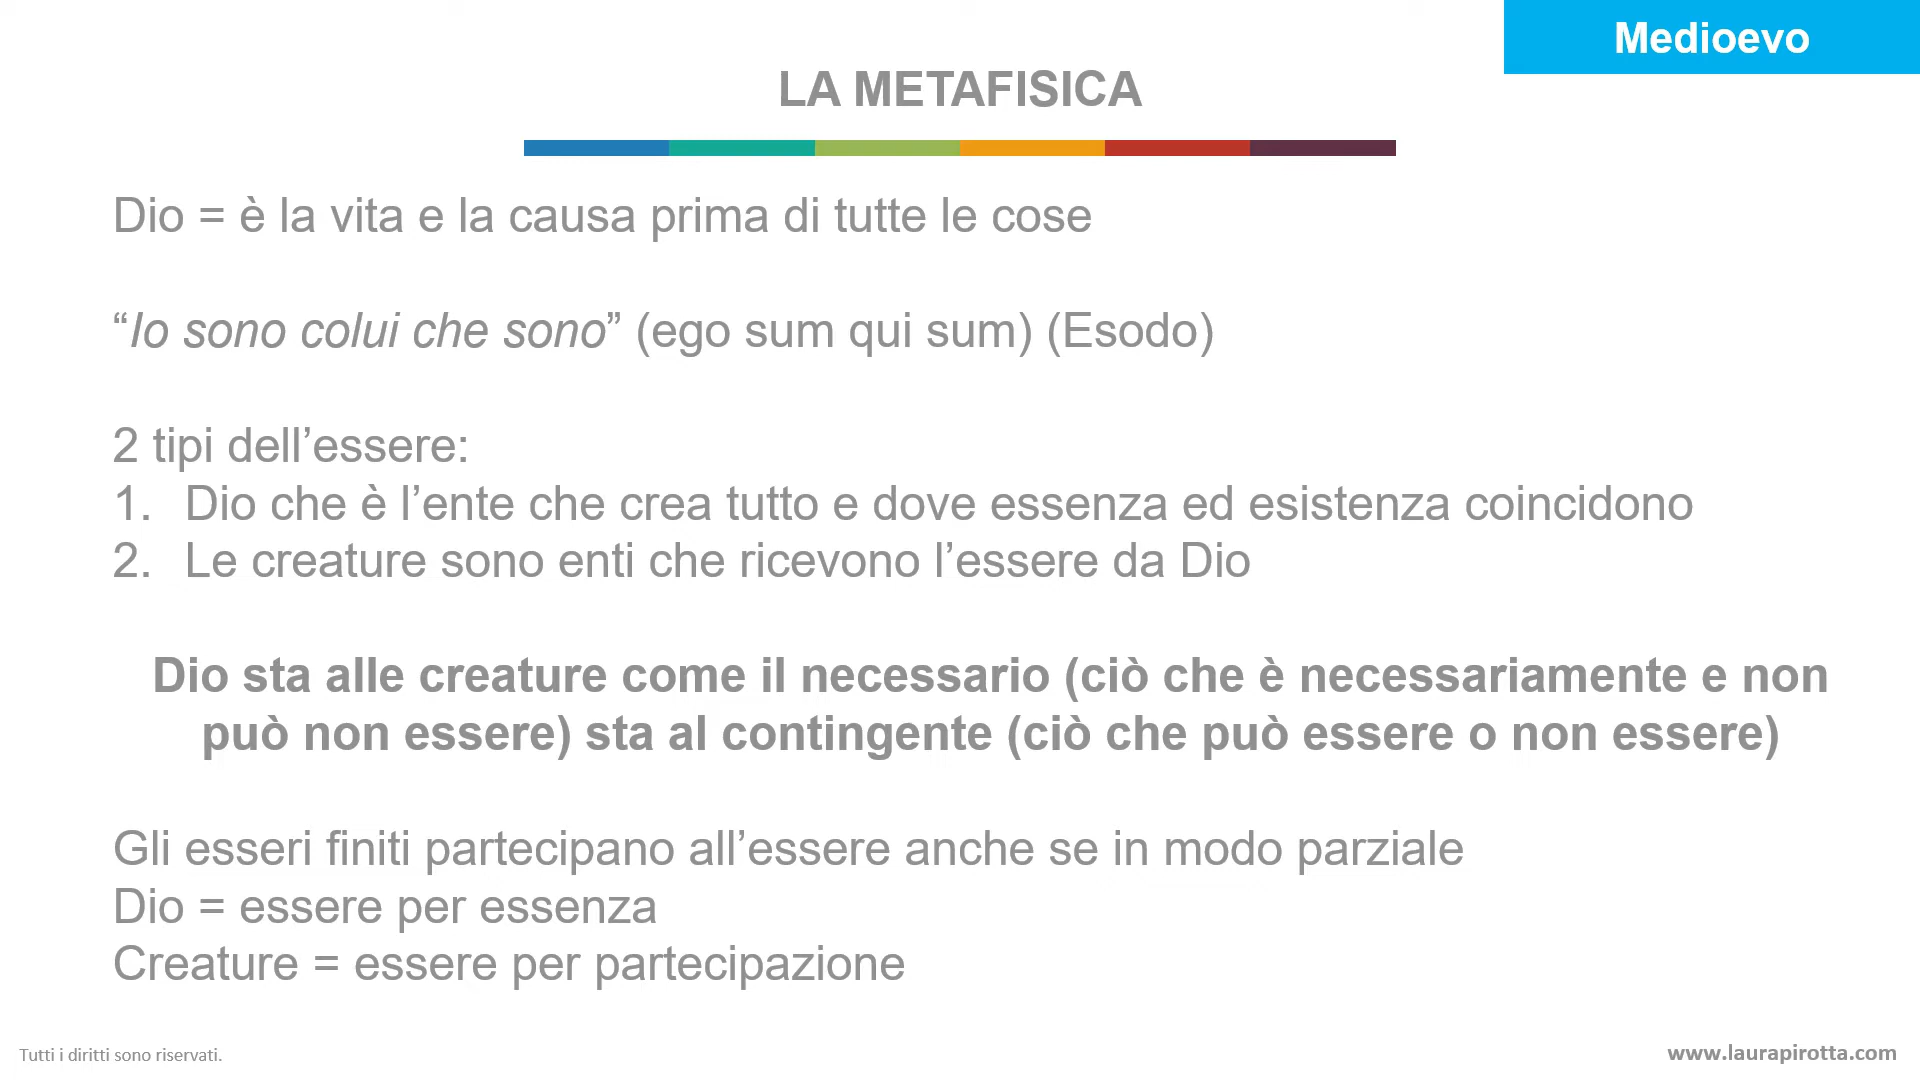 Medioevo
LA METAFISICA
Dio = è la vita e la causa prima di tutte le cose
“Io sono colui che sono” (ego sum qui sum) (Esodo)
2 tipi dell’essere:
1. Dio che è l’ente che crea tutto e dove essenza ed esistenza coincidono
2. Le creature sono enti che ricevono l’essere da Dio
Dio sta alle creature come il necessario (ciò che è necessariamente e non
può non essere) sta al contingente (ciò che può essere o non essere)
Gli esseri finiti partecipano all’essere anche se in modo parziale
Dio = essere per essenza
Creature = essere per partecipazione
Tutti i diritti sono riservati.
www.laurapirotta.com